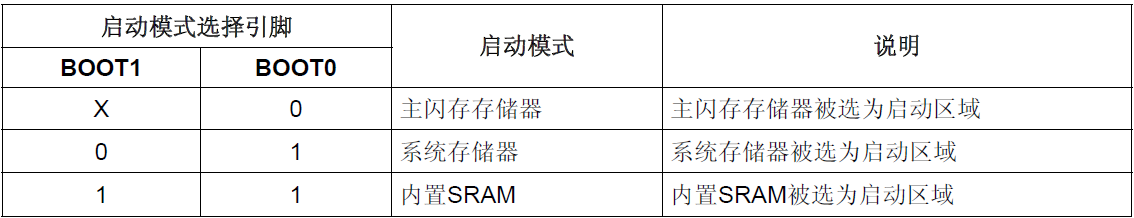 启动模式选择引脚 启动模式 说明
BOOT1 BOOT0
X 0 主闪存存储器 主闪存存储器被选为启动区域
0 1 系统存储器 系统存储器被选为启动区域
1 1 内置SRAM 内置SRAM被选为启动区域